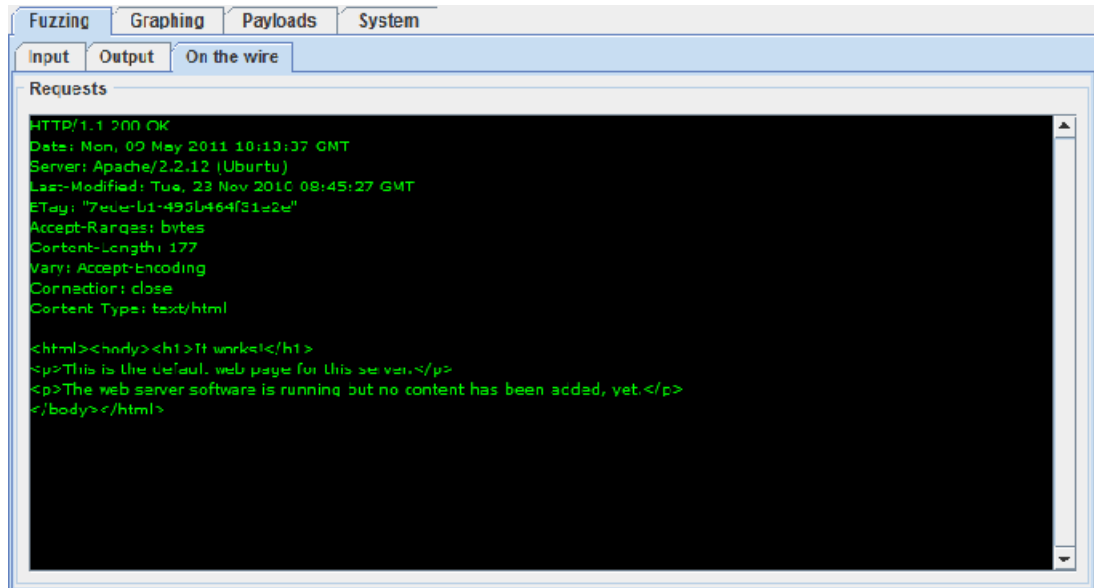 Fuzzing Graphing Payloads System
Input Output On the wire
Requests
HTTP/1.1 200 OK
Date: Mon, 09 May 2011 GMT
Server: Apache/2.2.12 (Ubuntu)
Last-Modified: Tue, 23 Nov 2010 08:45:27 GMT
ETag:
Accept-Ranges: bytes
Content-Length: 177
Vary: Accept-Encoding
Connection: close
Content-Type: text/html
<html><body><h1>It works!</h1>
<p>This is the default web page for this server.</p>
<p>The web server software is running but no content has been added, yet.</p>
</body></html>